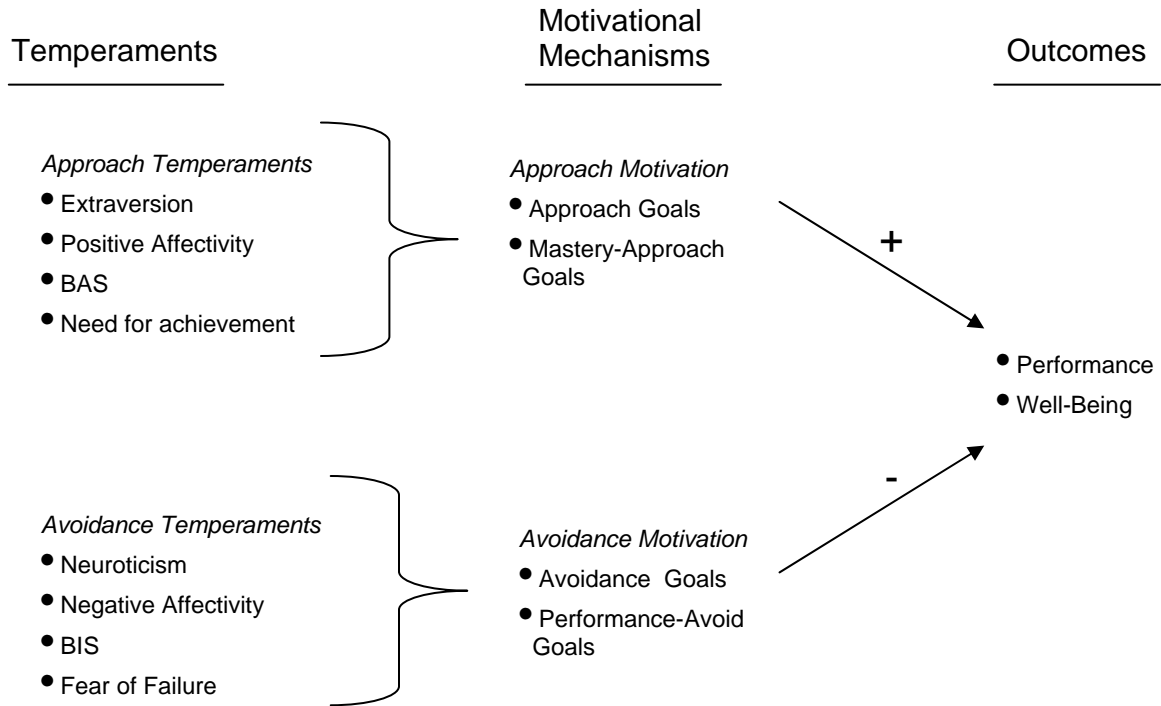 Temperaments
Motivational
Mechanisms
Outcomes
Approach Temperaments
• Extraversion
• Positive Affectivity
• BAS
• Need for achievement
Approach Motivation
• Approach Goals
• Mastery-Approach
Goals
+
• Performance
• Well-Being
-
Avoidance Temperaments
• Neuroticism
• Negative Affectivity
• BIS
• Fear of Failure
Avoidance Motivation
• Avoidance Goals
• Performance-Avoid
Goals